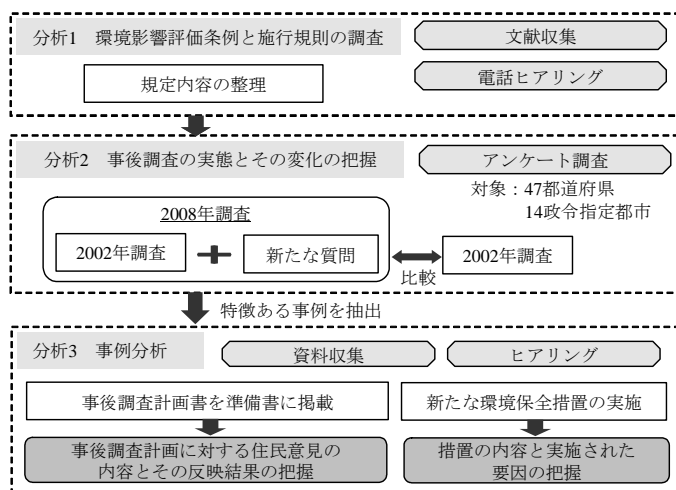 分析1 環境影響評価条例と施行規則の調査
文献収集
電話ヒアリング
規定内容の整理
分析2 事後調査の実態とその変化の把握
アンケート調査
対象：47都道府県
14政令指定都市
2008年調査
2002年調査
新たな質問
比較
2002年調査
特徴ある事例を抽出
分析3 事例分析
資料収集
ヒアリング
事後調査計画書を準備書に掲載
新たな環境保全措置の実施
事後調査計画に対する住民意見の
内容とその反映結果の把握
措置の内容と実施された
要因の把握